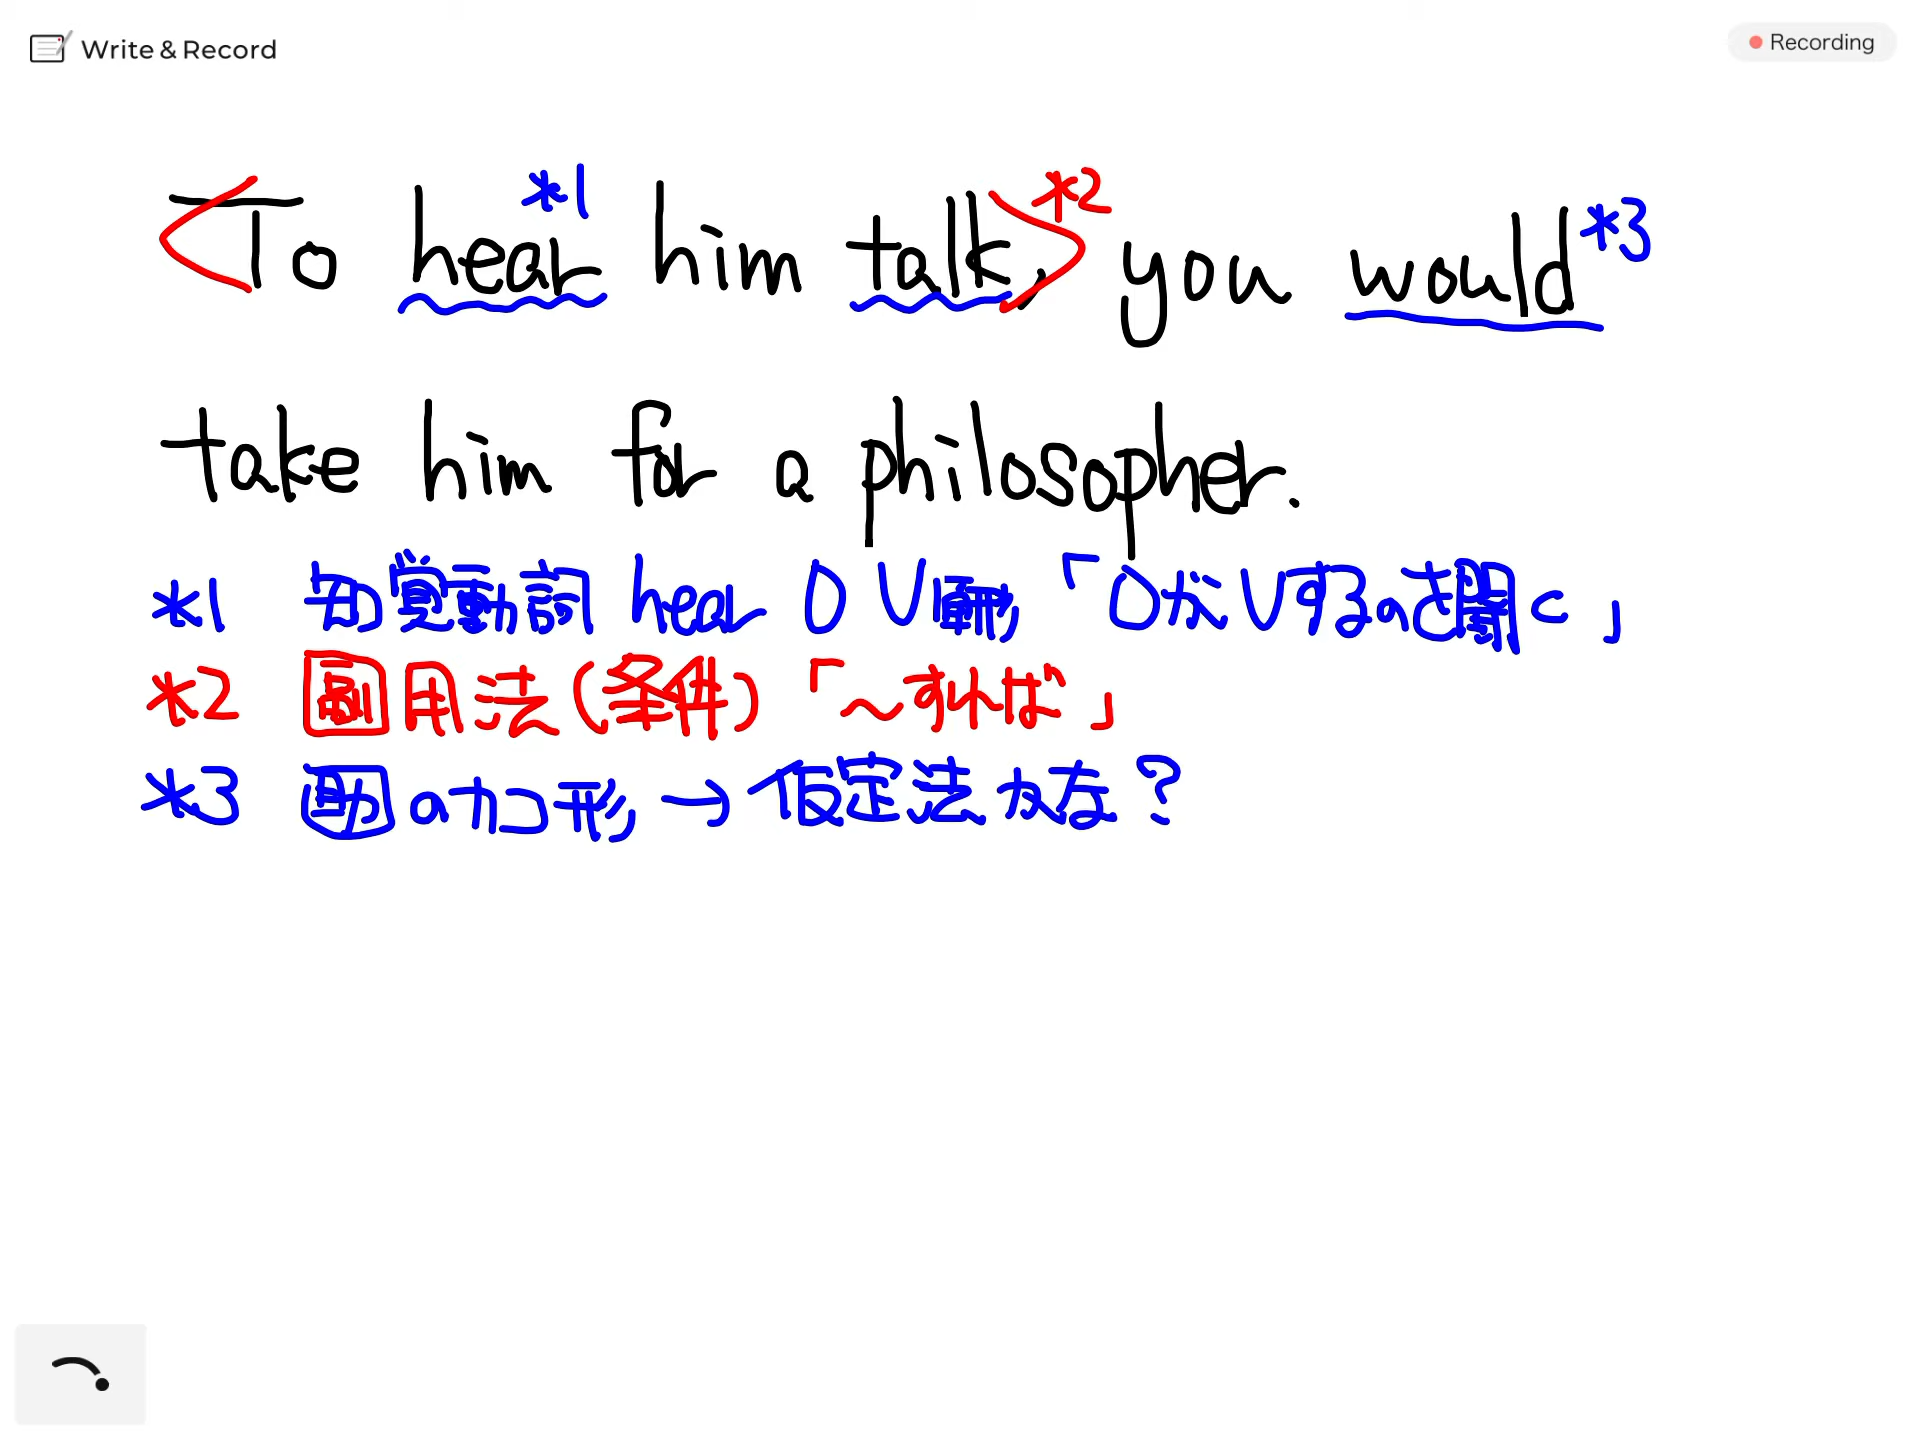 Write & Record
Recording
To hear*1 him talk,*2 you would*3
take him for a philosopher.
*1 知覚動詞 hear O V原形「OがVするのを聞く」
*2 副用法(条件)「〜すれば」
*3 助のカコ形→仮定法かな?